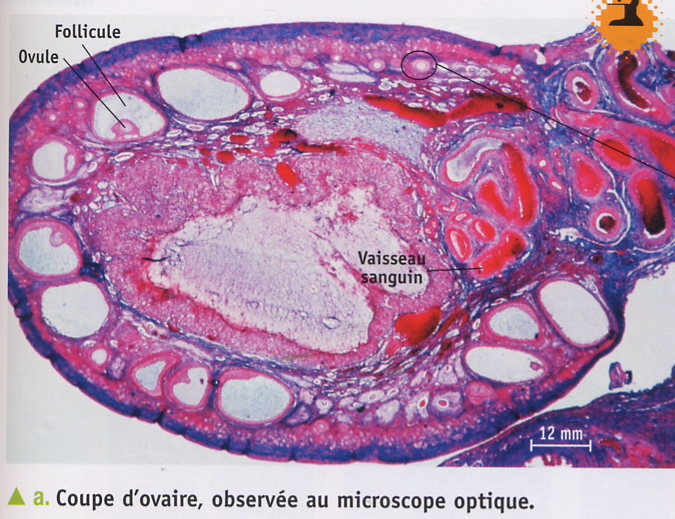 Follicule
Ovule
Vaisseau
sanguin
12 mm
a. Coupe d'ovaire, observée au microscope optique.